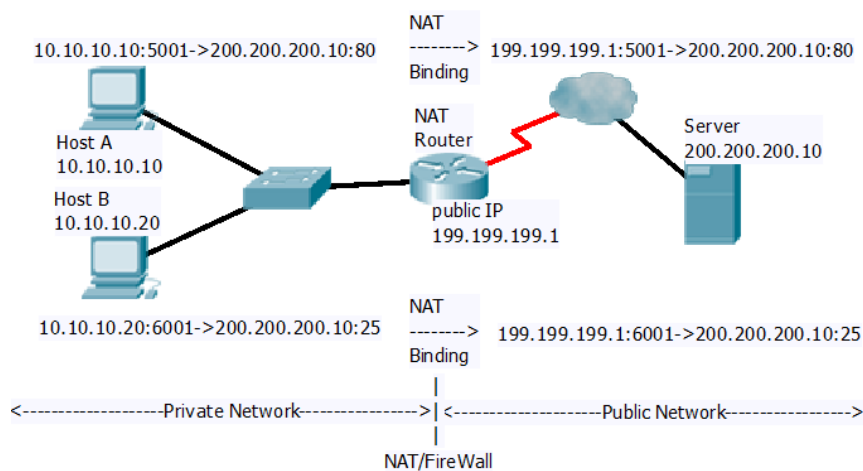 NAT
-------->
Binding
10.10.10.10:5001->200.200.200.10:80
199.199.199.1:5001->200.200.200.10:80
Host A
10.10.10.10
NAT
Router
Server
200.200.200.10
Host B
10.10.10.20
public IP
199.199.199.1
NAT
-------->
Binding
10.10.10.20:6001->200.200.200.10:25
199.199.199.1:6001->200.200.200.10:25
|
<--------------------Private Network---------------->|<--------------------Public Network------------------>
|
NAT/FireWall